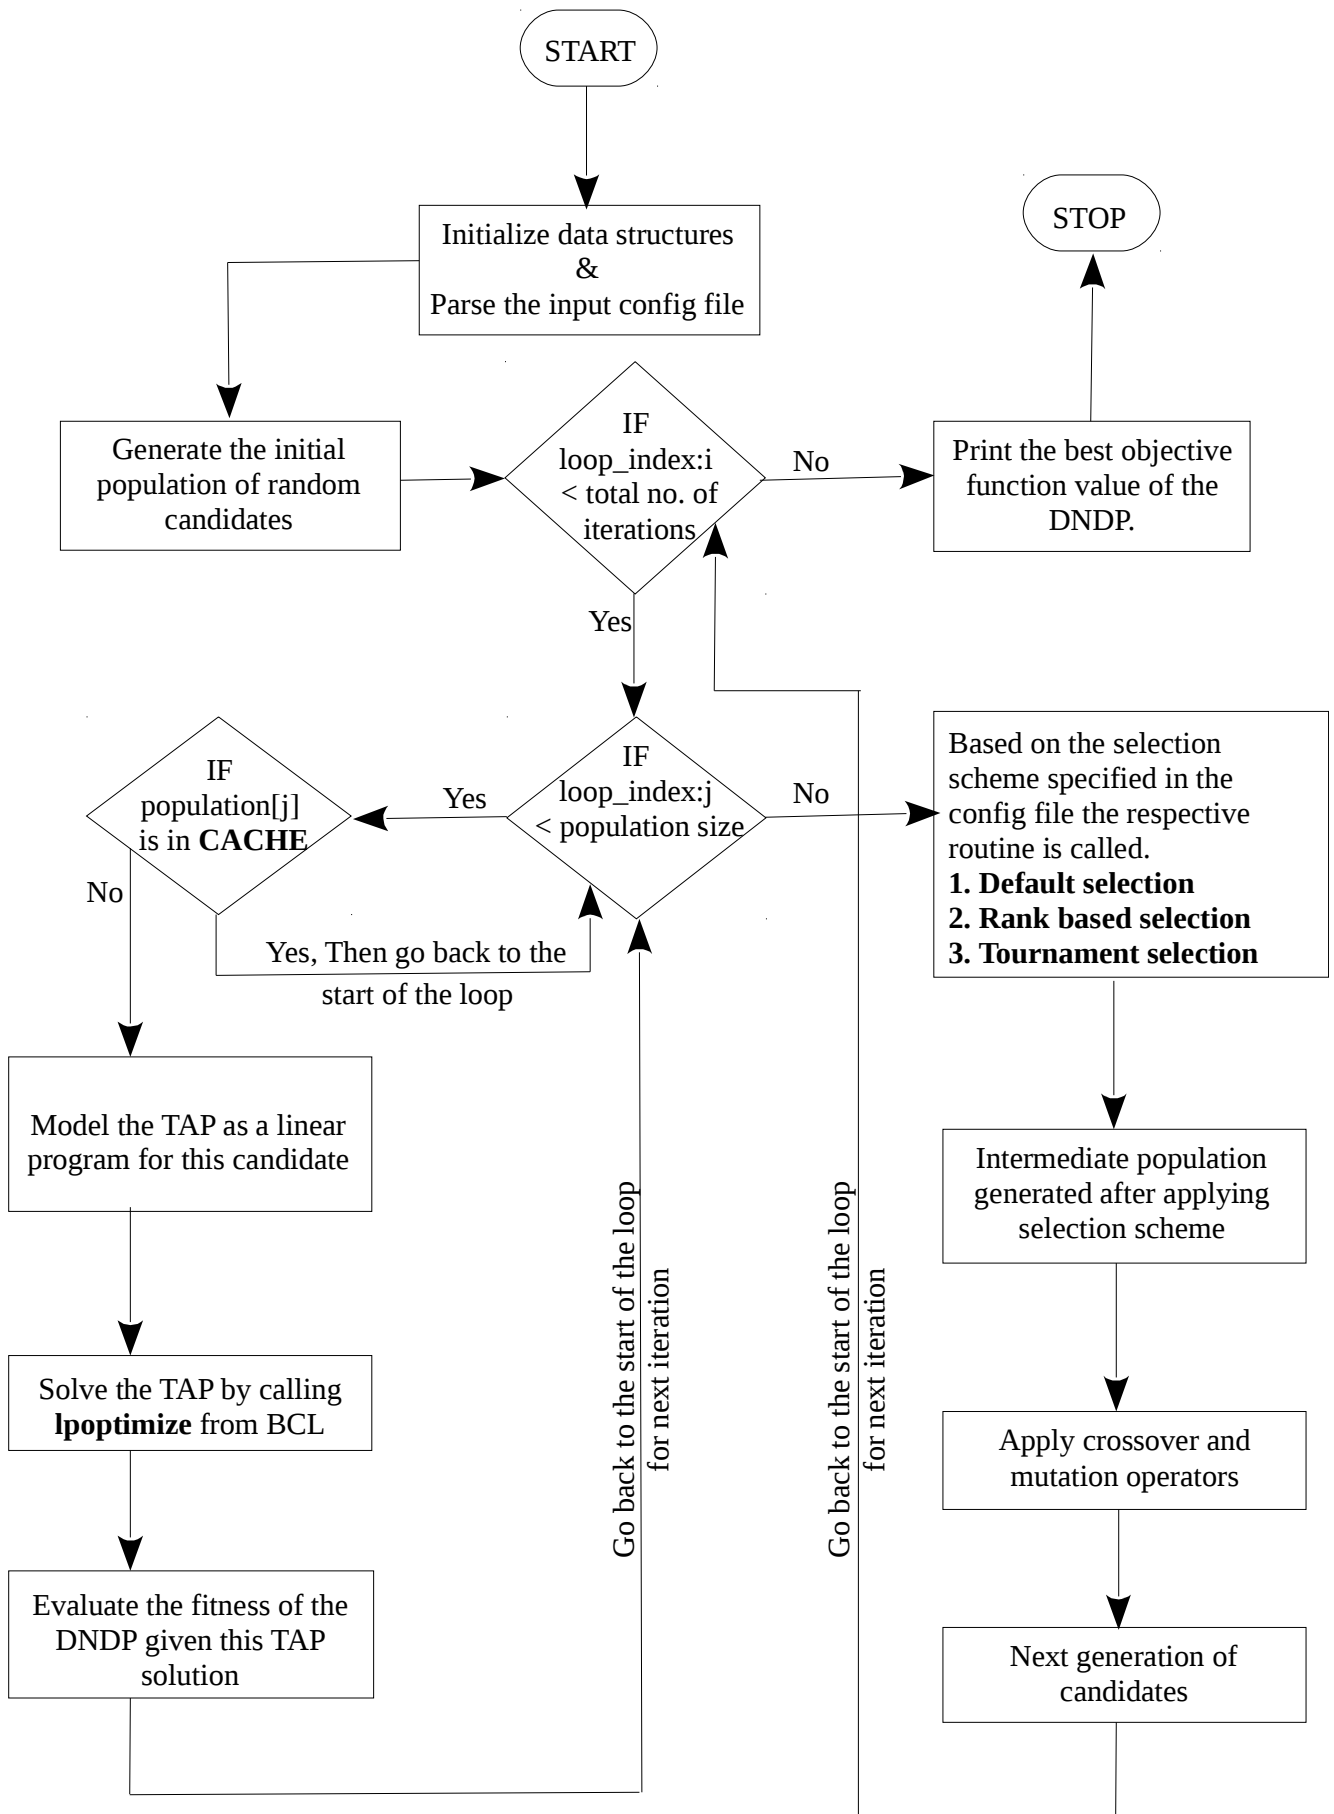 START
Initialize data structures
&
Parse the input config file
STOP
Generate the initial
population of random
candidates
IF
loop_index:i
< total no. of
iterations
No
Print the best objective
function value of the
DNDP.
Yes
IF
population[j]
is in CACHE
Yes
IF
loop_index:j
< population size
No
Based on the selection
scheme specified in the
config file the respective
routine is called.
1. Default selection
2. Rank based selection
3. Tournament selection
No
Yes, Then go back to the
start of the loop
Model the TAP as a linear
program for this candidate
Go back to the start of the loop
for next iteration
Go back to the start of the loop
for next iteration
Intermediate population
generated after applying
selection scheme
Solve the TAP by calling
lpoptimize from BCL
Apply crossover and
mutation operators
Evaluate the fitness of the
DNDP given this TAP
solution
Next generation of
candidates